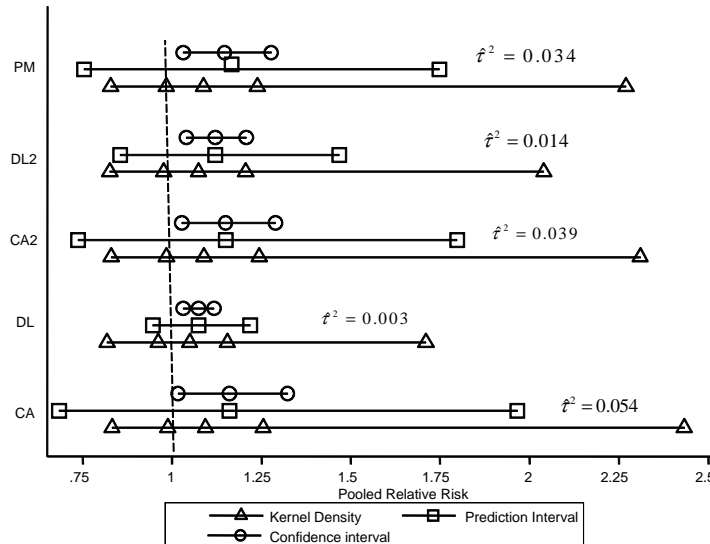 PM
τ̂² = 0.034
DL2
τ̂² = 0.014
CA2
τ̂² = 0.039
DL
τ̂² = 0.003
CA
τ̂² = 0.054
.75 1 1.25 1.5 1.75 2 2.25 2.5
Pooled Relative Risk
Kernel Density Prediction Interval
Confidence interval